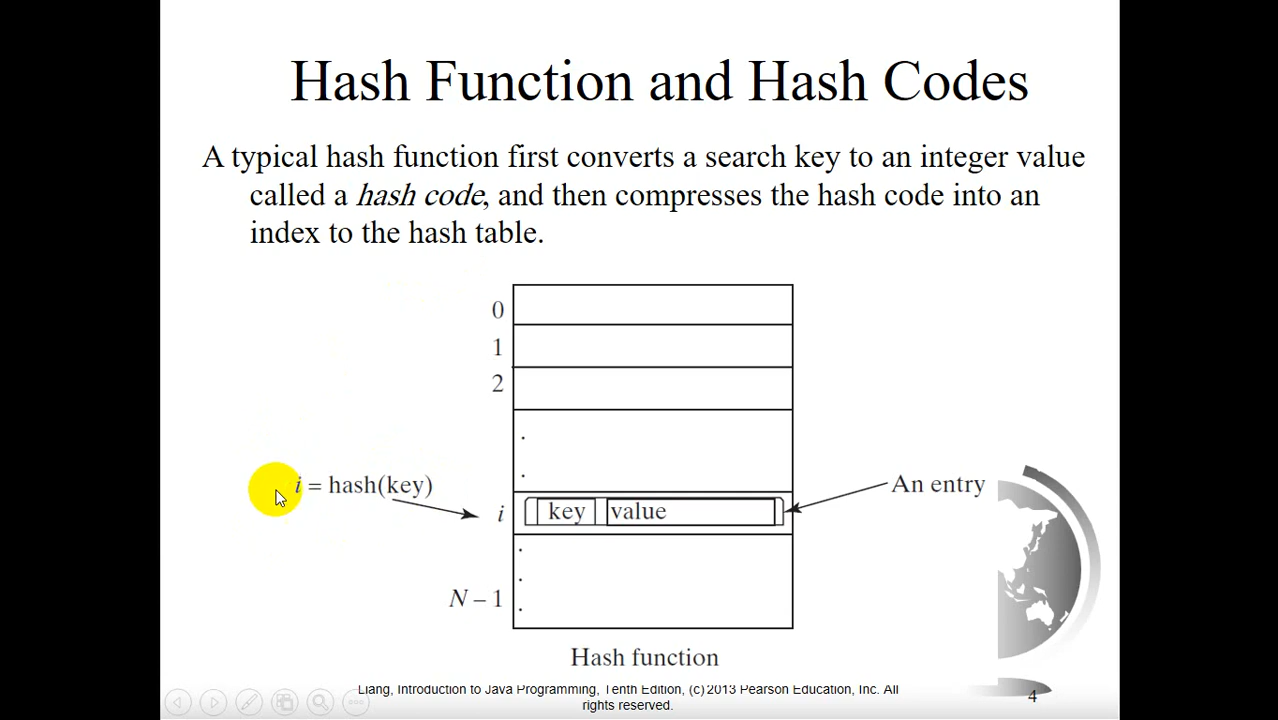 Hash Function and Hash Codes
A typical hash function first converts a search key to an integer value
called a hash code, and then compresses the hash code into an
index to the hash table.
0
1
2
.
.
i = hash(key)
An entry
i
key
value
.
.
N – 1
.
Hash function
Liang, Introduction to Java Programming, Tenth Edition, (c) 2013 Pearson Education, Inc. All
rights reserved.
4